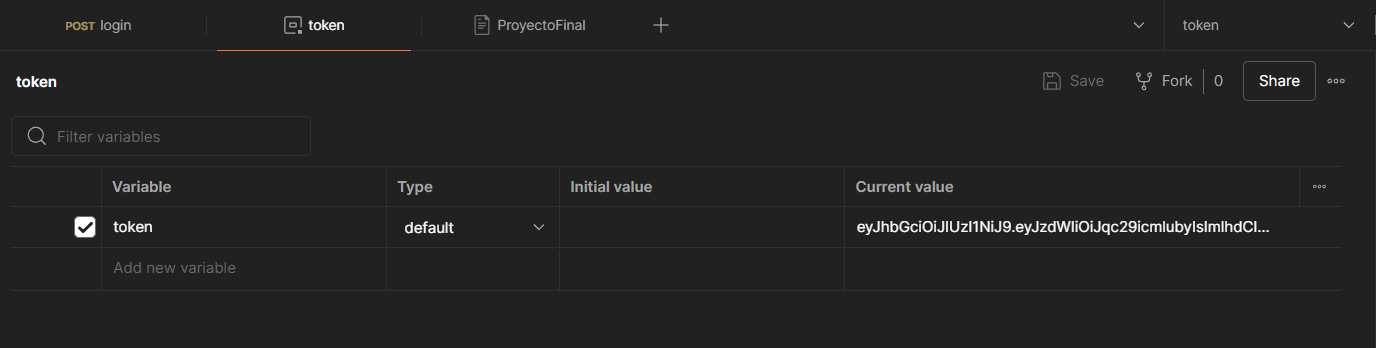 POST login token ProyectoFinal token
token Save Fork 0 Share
Filter variables
Variable Type Initial value Current value
token default eyJhbGciOiJIUzI1NiJ9.eyJzdWIiOiJqc29icmlubyIsImlhdCI...
Add new variable